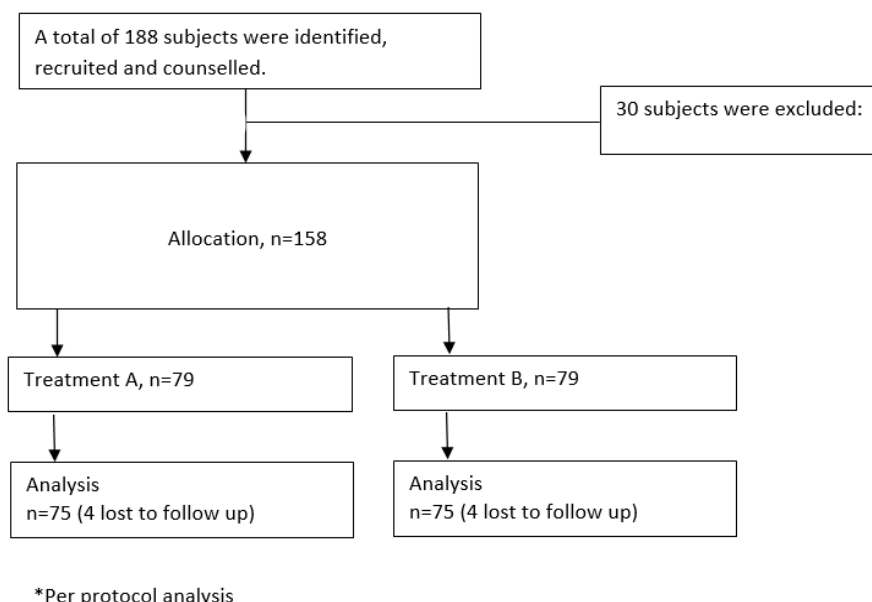 A total of 188 subjects were identified,
recruited and counselled.
30 subjects were excluded:
Allocation, n=158
Treatment A, n=79
Treatment B, n=79
Analysis
n=75 (4 lost to follow up)
Analysis
n=75 (4 lost to follow up)
*Per protocol analysis